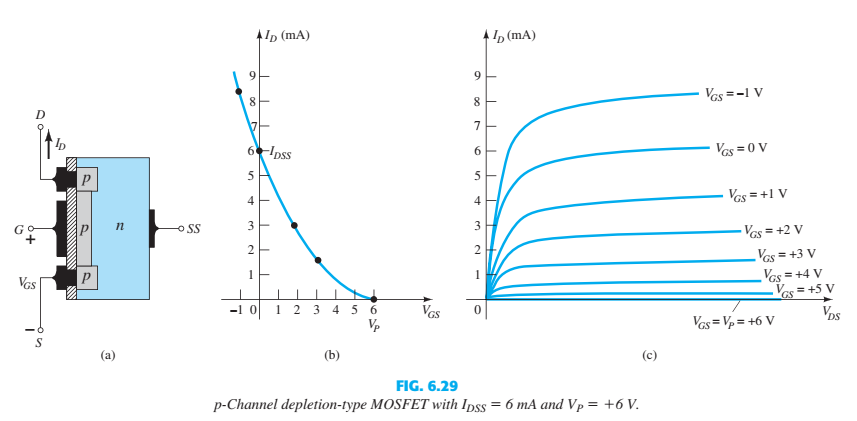 D
I_D
p
p
p
n
G
+
SS
V_GS
–
S
(a)
I_D (mA)
9
8
7
6
5
4
3
2
1
I_DSS
–1 0 1 2 3 4 5 6
V_P
V_GS
(b)
I_D (mA)
9
8
7
6
5
4
3
2
1
0
V_GS = –1 V
V_GS = 0 V
V_GS = +1 V
V_GS = +2 V
V_GS = +3 V
V_GS = +4 V
V_GS = +5 V
V_GS = V_P = +6 V
V_DS
(c)
FIG. 6.29
p-Channel depletion-type MOSFET with I_DSS = 6 mA and V_P = +6 V.